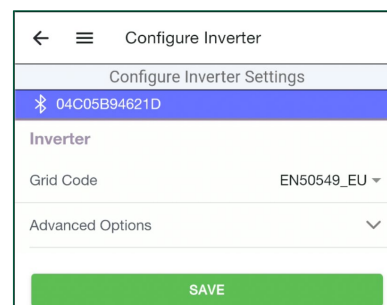 Configure Inverter
Configure Inverter Settings
04C05B94621D
Inverter
Grid Code EN50549_EU
Advanced Options
SAVE